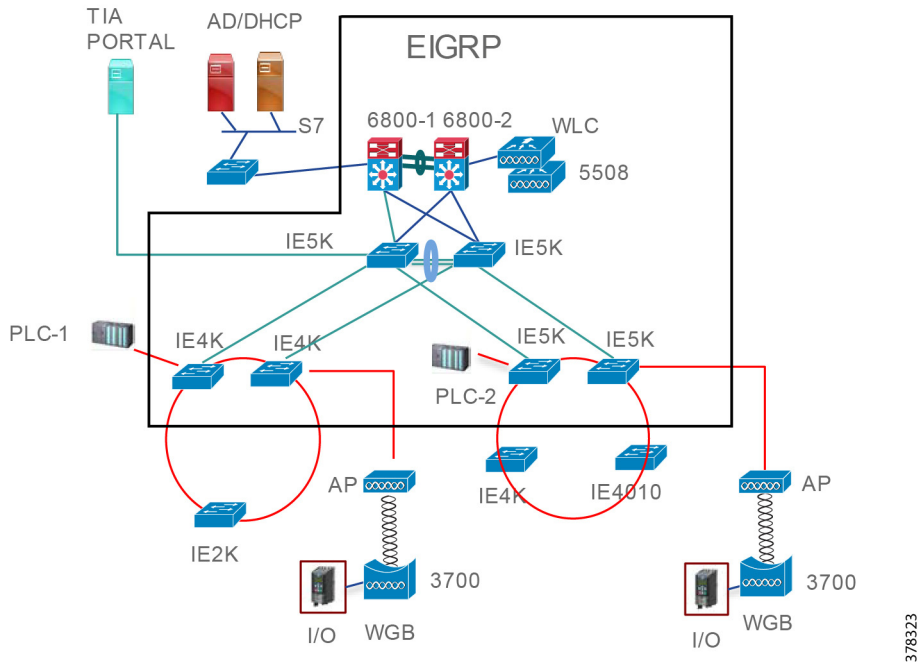 TIA
PORTAL
AD/DHCP
EIGRP
S7
6800-1 6800-2
WLC
5508
IE5K
IE5K
PLC-1
IE4K
IE4K
IE5K
IE5K
PLC-2
AP
IE4K
IE4010
AP
IE2K
3700
3700
I/O
WGB
I/O
WGB
378323